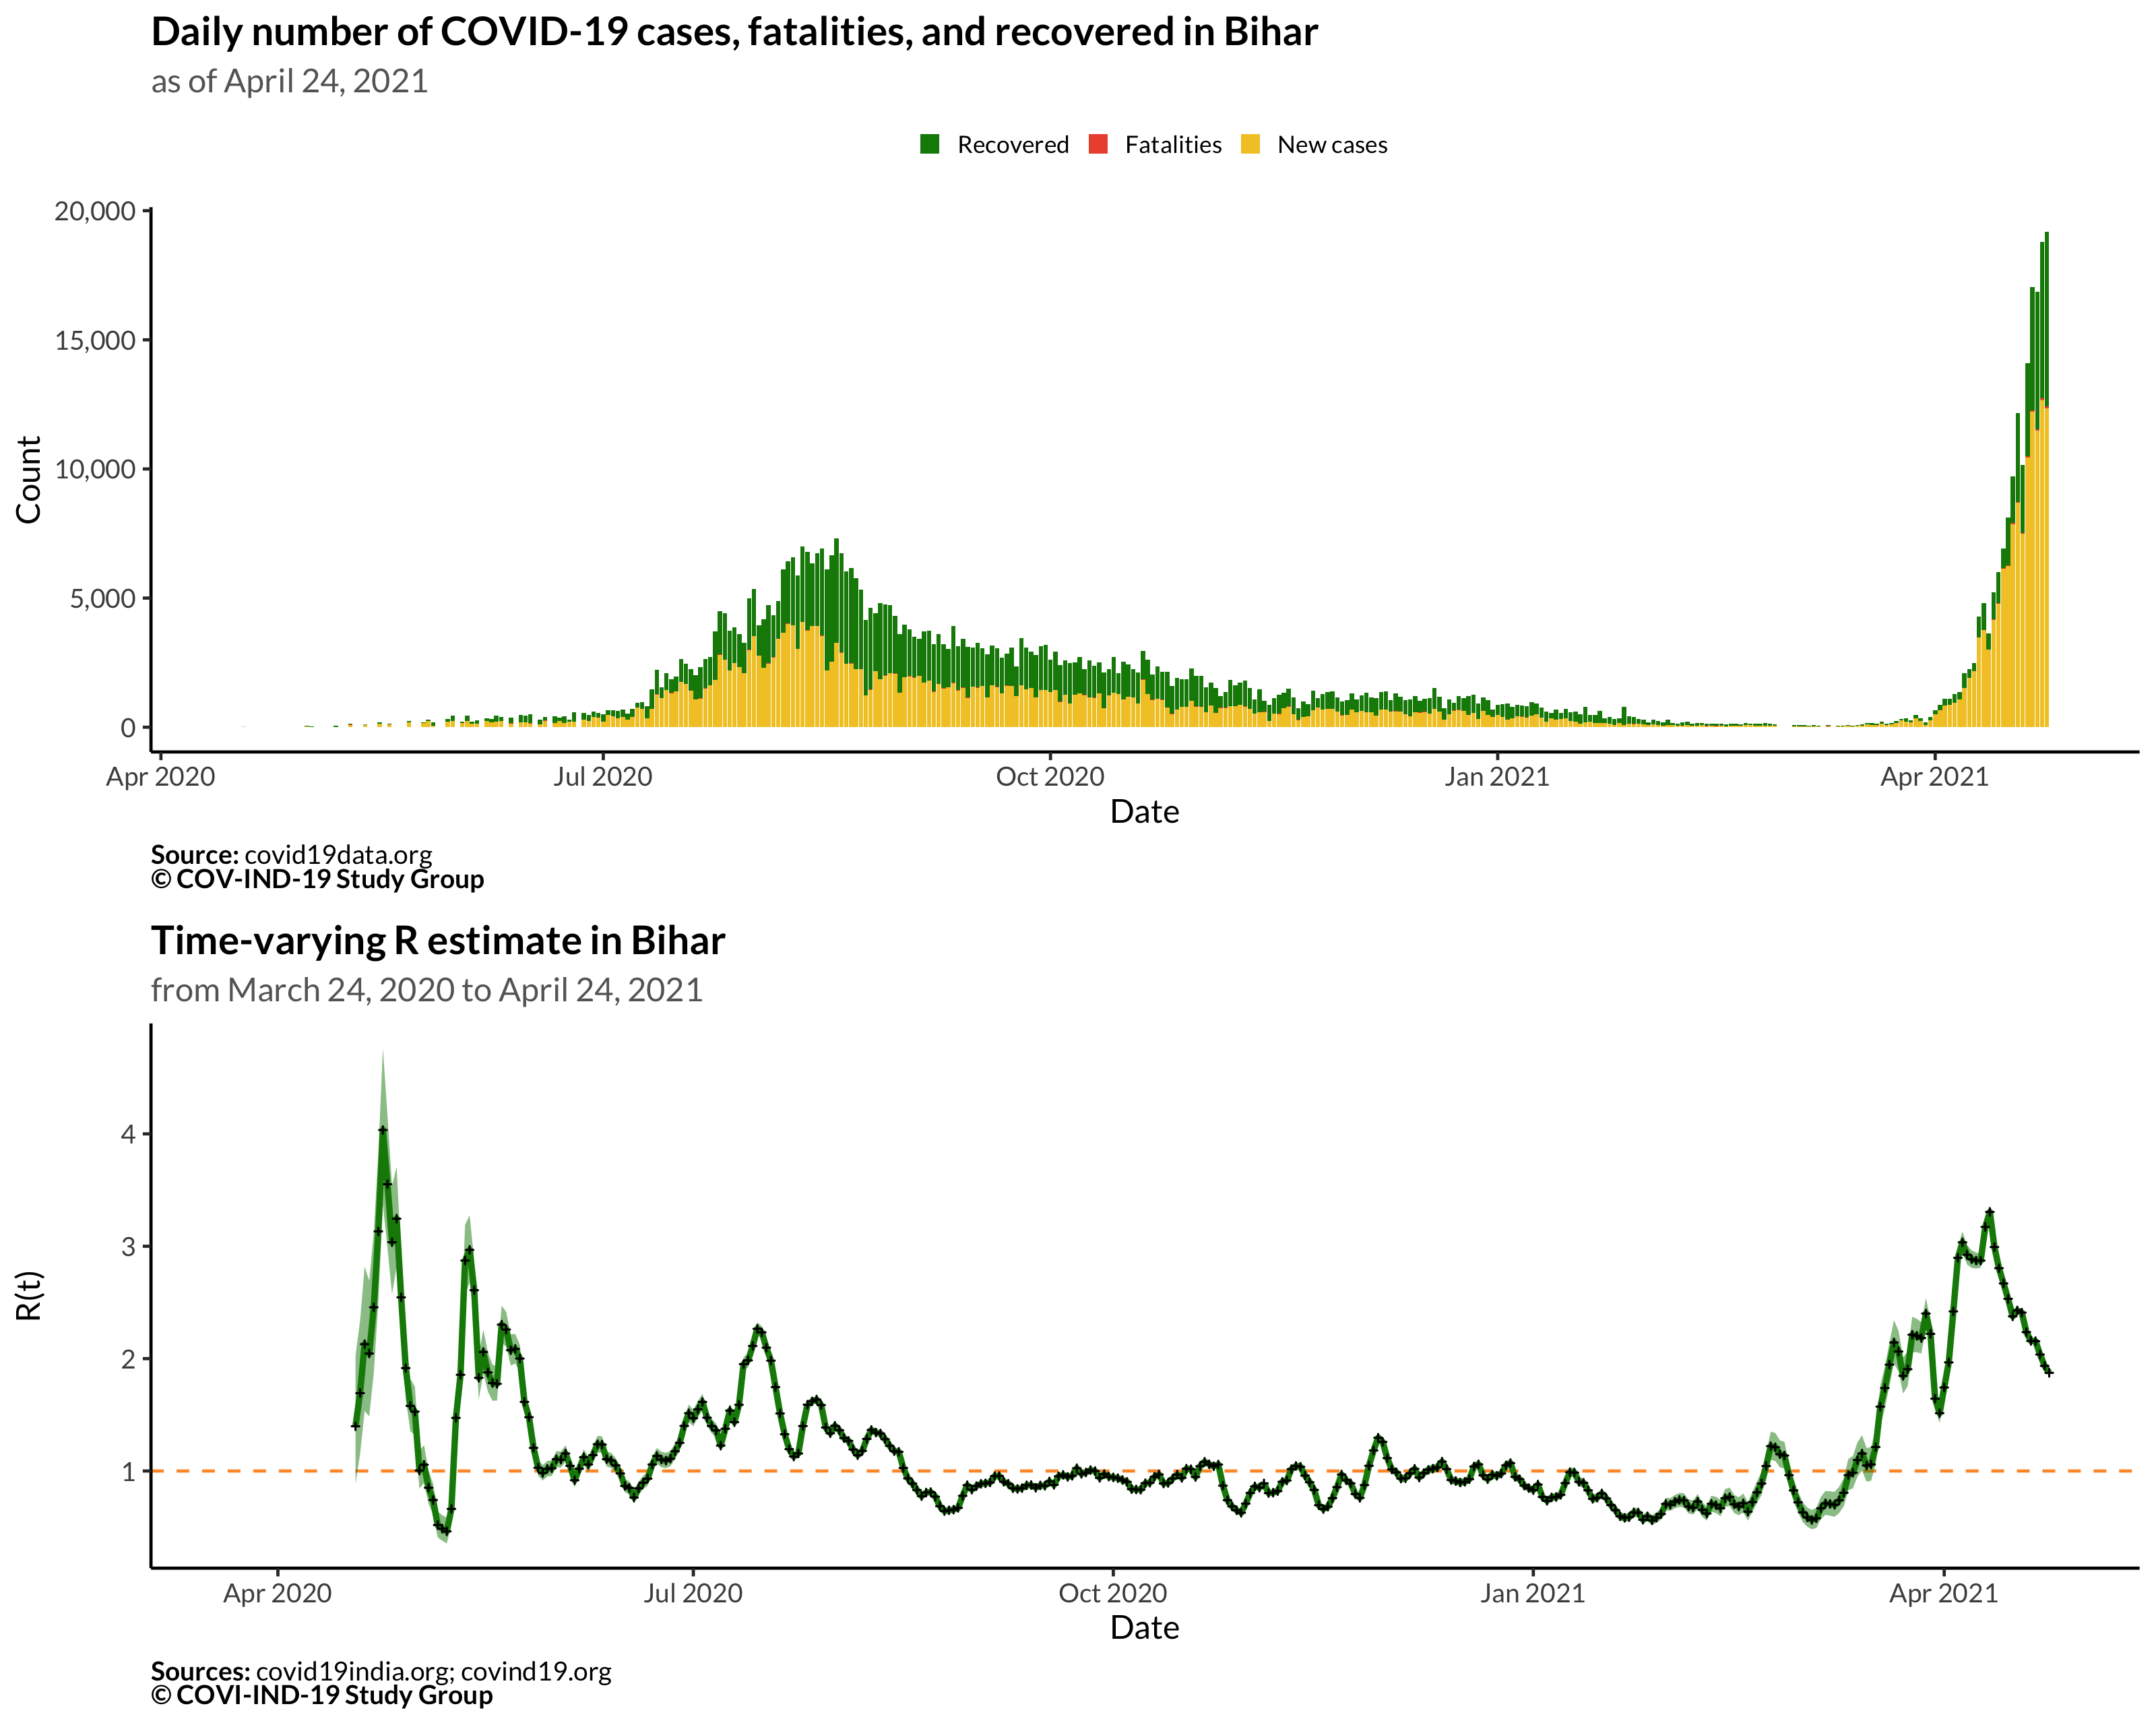 Daily number of COVID-19 cases, fatalities, and recovered in Bihar
as of April 24, 2021
Recovered Fatalities New cases
20,000
15,000
10,000
5,000
0
Count
Apr 2020 Jul 2020 Oct 2020 Jan 2021 Apr 2021
Date
Source: covid19data.org
© COV-IND-19 Study Group
Time-varying R estimate in Bihar
from March 24, 2020 to April 24, 2021
4
3
2
1
R(t)
Apr 2020 Jul 2020 Oct 2020 Jan 2021 Apr 2021
Date
Sources: covid19india.org; covind19.org
© COVI-IND-19 Study Group